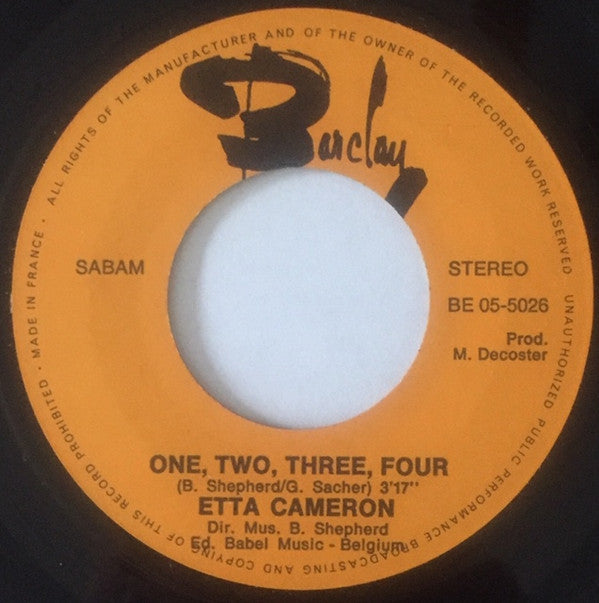 Barclay
ALL RIGHTS OF THE MANUFACTURER AND OF THE OWNER OF THE RECORDED WORK RESERVED
UNAUTHORIZED PUBLIC PERFORMANCE BROADCASTING AND COPYING OF THIS RECORD PROHIBITED · MADE IN FRANCE ·
SABAM
STEREO
BE 05-5026
Prod.
M. Decoster
ONE, TWO, THREE, FOUR
(B. Shepherd/G. Sacher) 3'17''
ETTA CAMERON
Dir. Mus. B. Shepherd
Ed. Babel Music - Belgium